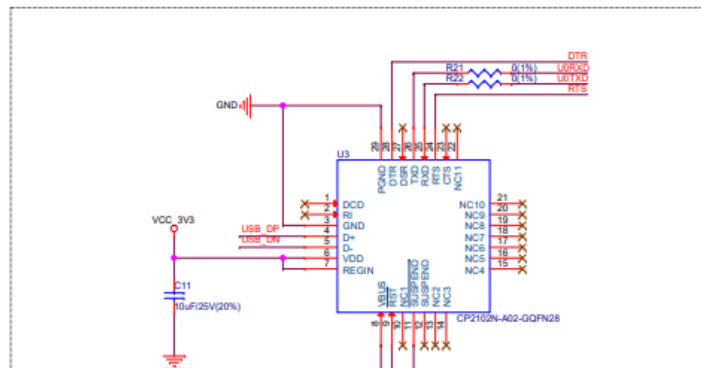 DTR
R21 0(1%) U0RXD
R22 0(1%) U0TXD
RTS
GND
29 28 27 26 25 24 23 22
U3
PGND DTR DSR TXD RXD RTS CTS NC11
1 DCD
2 RI
3 GND
USB_DP 4 D+
USB_DN 5 D-
6 VDD
7 REGIN
NC10 21
NC9 20
NC8 19
NC7 18
NC6 17
NC5 16
NC4 15
VCC_3V3
C11
10uF/25V(20%)
VBUS RST NC1 SUSPEND SUSPEND NC2 NC3
8 9 10 11 12 13 14
CP2102N-A02-GQFN28